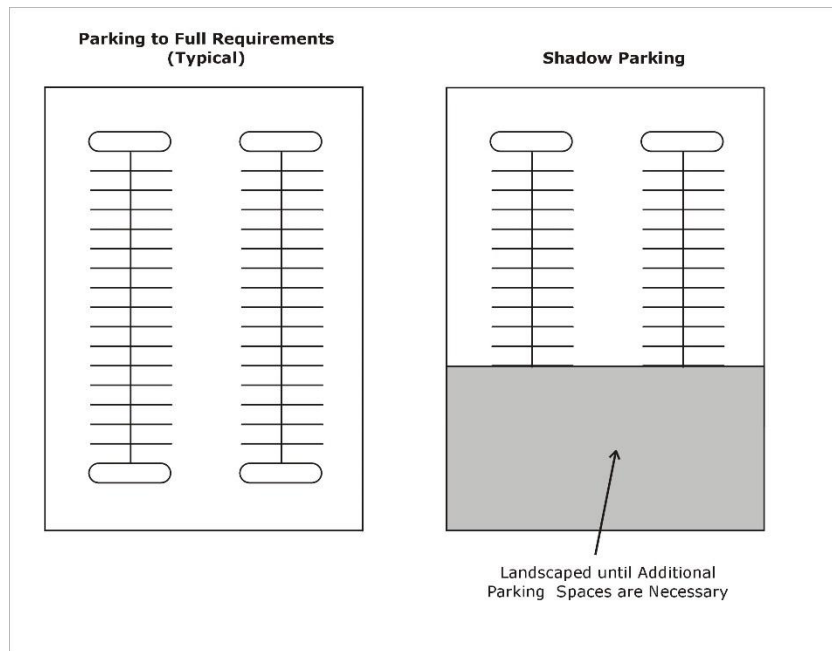 Parking to Full Requirements
(Typical)
Shadow Parking
Landscaped until Additional
Parking Spaces are Necessary